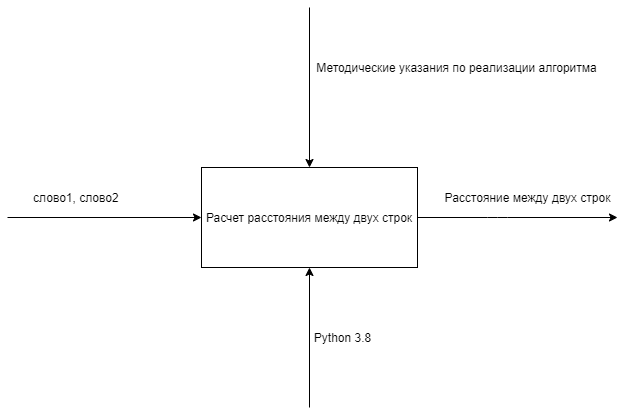 Методические указания по реализации алгоритма
слово1, слово2
Расчет расстояния между двух строк
Расстояние между двух строк
Python 3.8